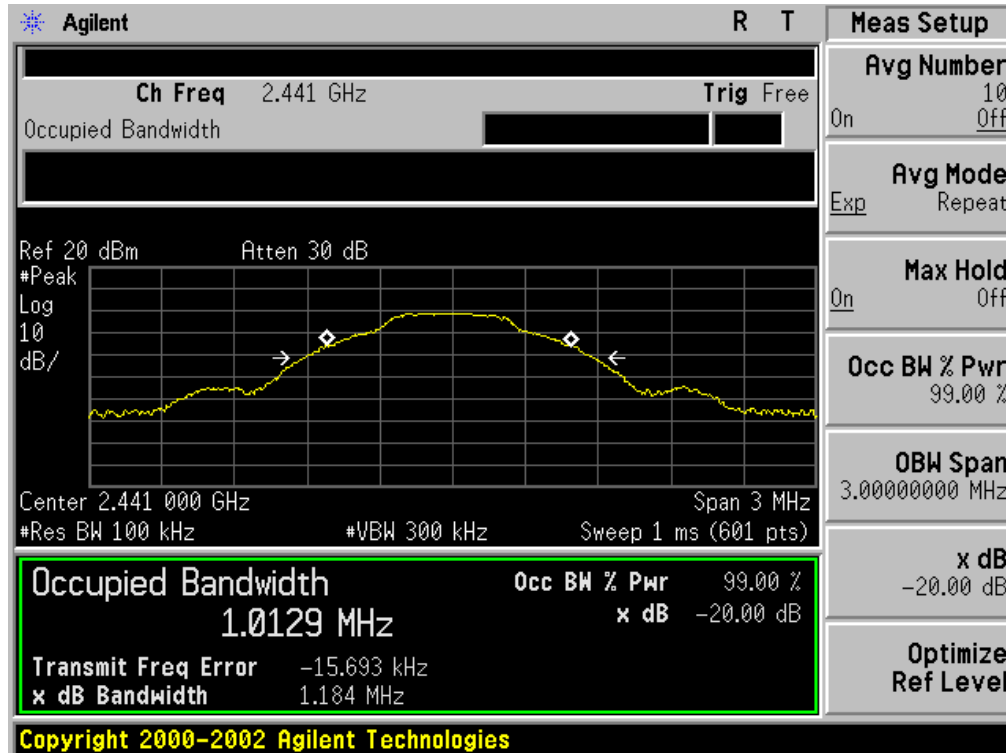 Agilent R T
Meas Setup
Ch Freq 2.441 GHz Trig Free
Occupied Bandwidth
Ref 20 dBm Atten 30 dB
#Peak
Log
10
dB/
Center 2.441 000 GHz Span 3 MHz
#Res BW 100 kHz #VBW 300 kHz Sweep 1 ms (601 pts)
Occupied Bandwidth
1.0129 MHz
Occ BW % Pwr 99.00 %
x dB -20.00 dB
Transmit Freq Error -15.693 kHz
x dB Bandwidth 1.184 MHz
Avg Number
10
On Off
Avg Mode
Exp Repeat
Max Hold
On Off
Occ BW % Pwr
99.00 %
OBW Span
3.00000000 MHz
x dB
-20.00 dB
Optimize
Ref Level
Copyright 2000-2002 Agilent Technologies